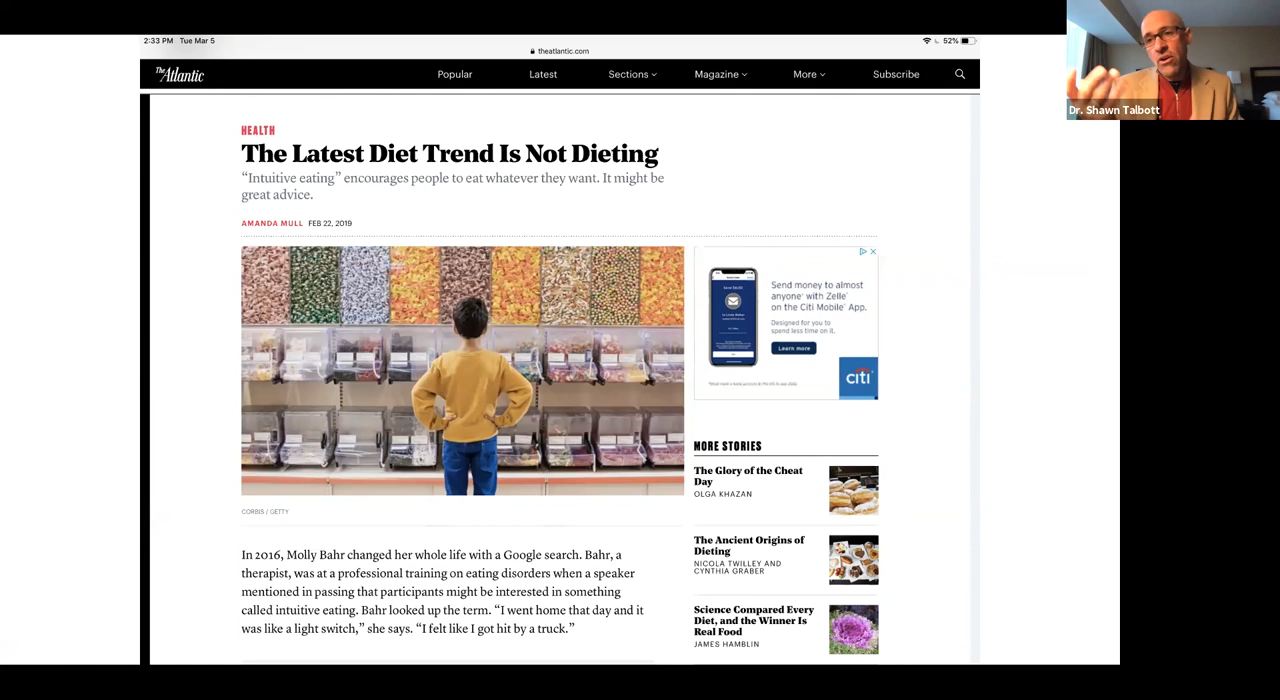 2:33 PM Tue Mar 5
52%
theatlantic.com
The Atlantic
Popular
Latest
Sections
Magazine
More
Subscribe
Dr. Shawn Talbott
HEALTH
The Latest Diet Trend Is Not Dieting
“Intuitive eating” encourages people to eat whatever they want. It might be
great advice.
AMANDA MULL FEB 22, 2019
Send money to almost
anyone* with Zelle®
on the Citi Mobile® App.
Designed for you to
spend less time on it.
Learn more
citi
CORBIS / GETTY
MORE STORIES
The Glory of the Cheat
Day
OLGA KHAZAN
The Ancient Origins of
Dieting
NICOLA TWILLEY AND
CYNTHIA GRABER
Science Compared Every
Diet, and the Winner Is
Real Food
JAMES HAMBLIN
In 2016, Molly Bahr changed her whole life with a Google search. Bahr, a
therapist, was at a professional training on eating disorders when a speaker
mentioned in passing that participants might be interested in something
called intuitive eating. Bahr looked up the term. “I went home that day and it
was like a light switch,” she says. “I felt like I got hit by a truck.”